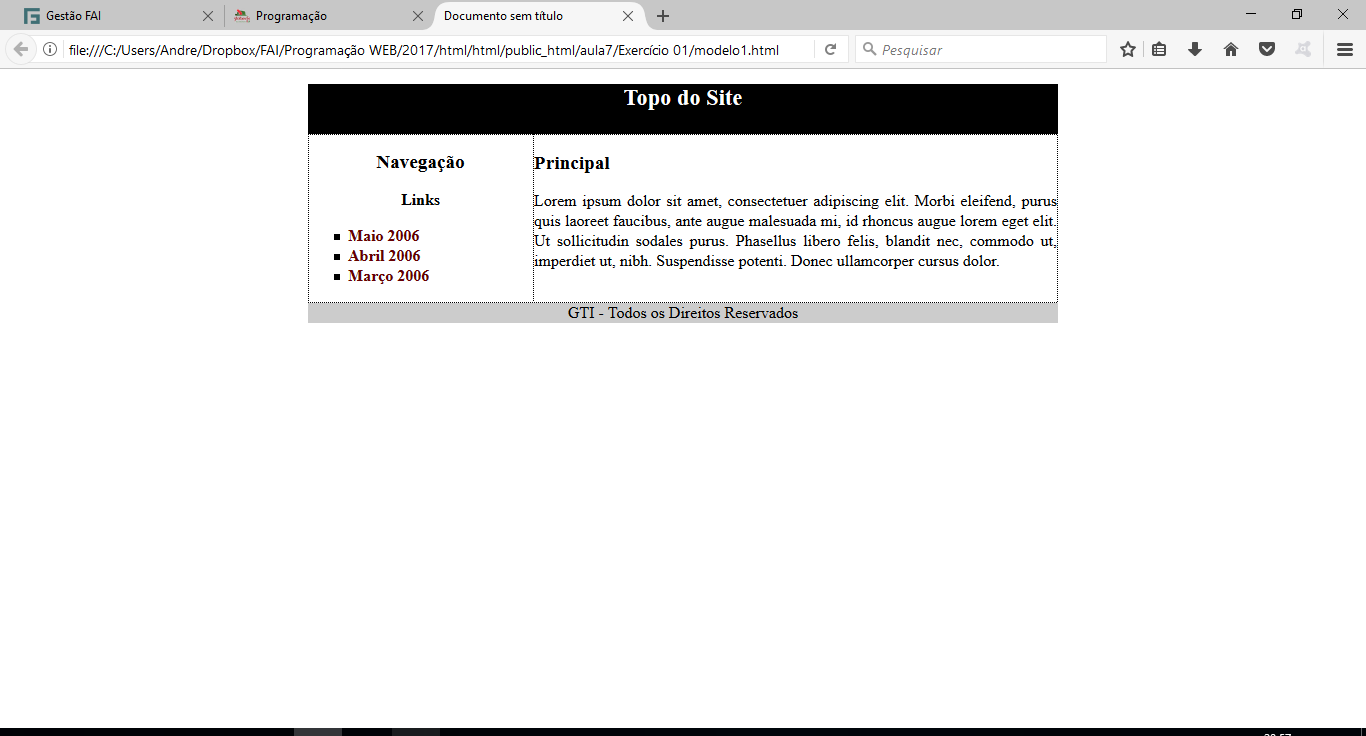 Gestão FAI
Programação
Documento sem título
file:///C:/Users/Andre/Dropbox/FAI/Programação WEB/2017/html/html/public_html/aula7/Exercício 01/modelo1.html
Pesquisar
Topo do Site
Navegação
Links
Maio 2006
Abril 2006
Março 2006
Principal
Lorem ipsum dolor sit amet, consectetuer adipiscing elit. Morbi eleifend, purus
quis laoreet faucibus, ante augue malesuada mi, id rhoncus augue lorem eget elit.
Ut sollicitudin sodales purus. Phasellus libero felis, blandit nec, commodo ut,
imperdiet ut, nibh. Suspendisse potenti. Donec ullamcorper cursus dolor.
GTI - Todos os Direitos Reservados